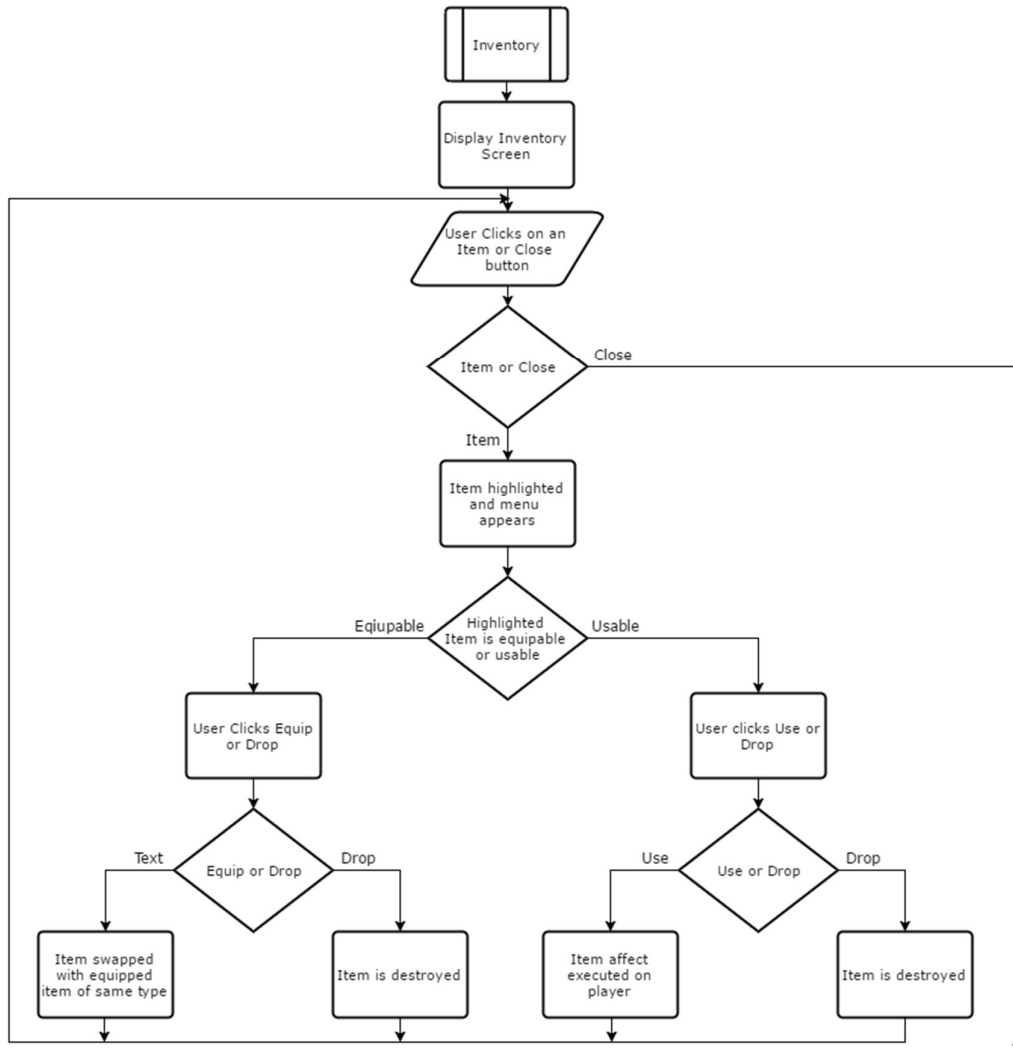 Inventory
Display Inventory
Screen
User Clicks on an
Item or Close
button
Item or Close
Close
Item
Item highlighted
and menu
appears
Highlighted
Item is equipable
or usable
Eqiupable
Usable
User Clicks Equip
or Drop
User clicks Use or
Drop
Equip or Drop
Text
Drop
Use or Drop
Use
Drop
Item swapped
with equipped
item of same type
Item is destroyed
Item affect
executed on
player
Item is destroyed